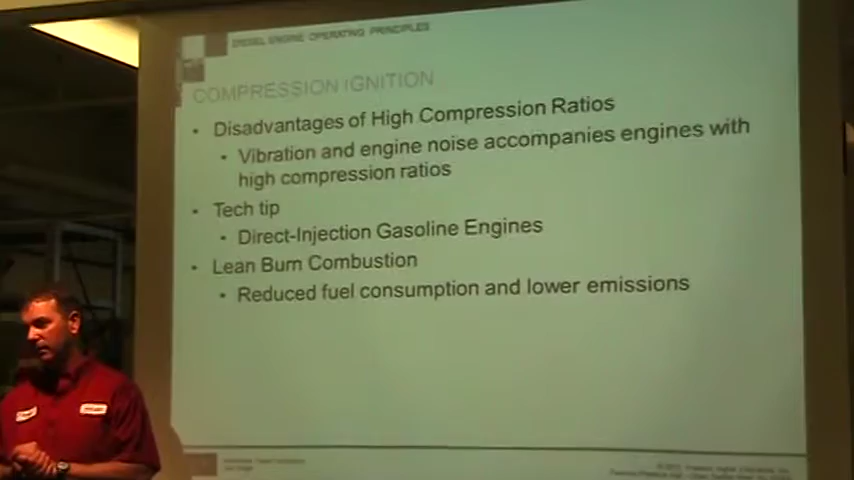 DIESEL ENGINE OPERATING PRINCIPLES
COMPRESSION IGNITION
• Disadvantages of High Compression Ratios
• Vibration and engine noise accompanies engines with
high compression ratios
• Tech tip
• Direct-Injection Gasoline Engines
• Lean Burn Combustion
• Reduced fuel consumption and lower emissions